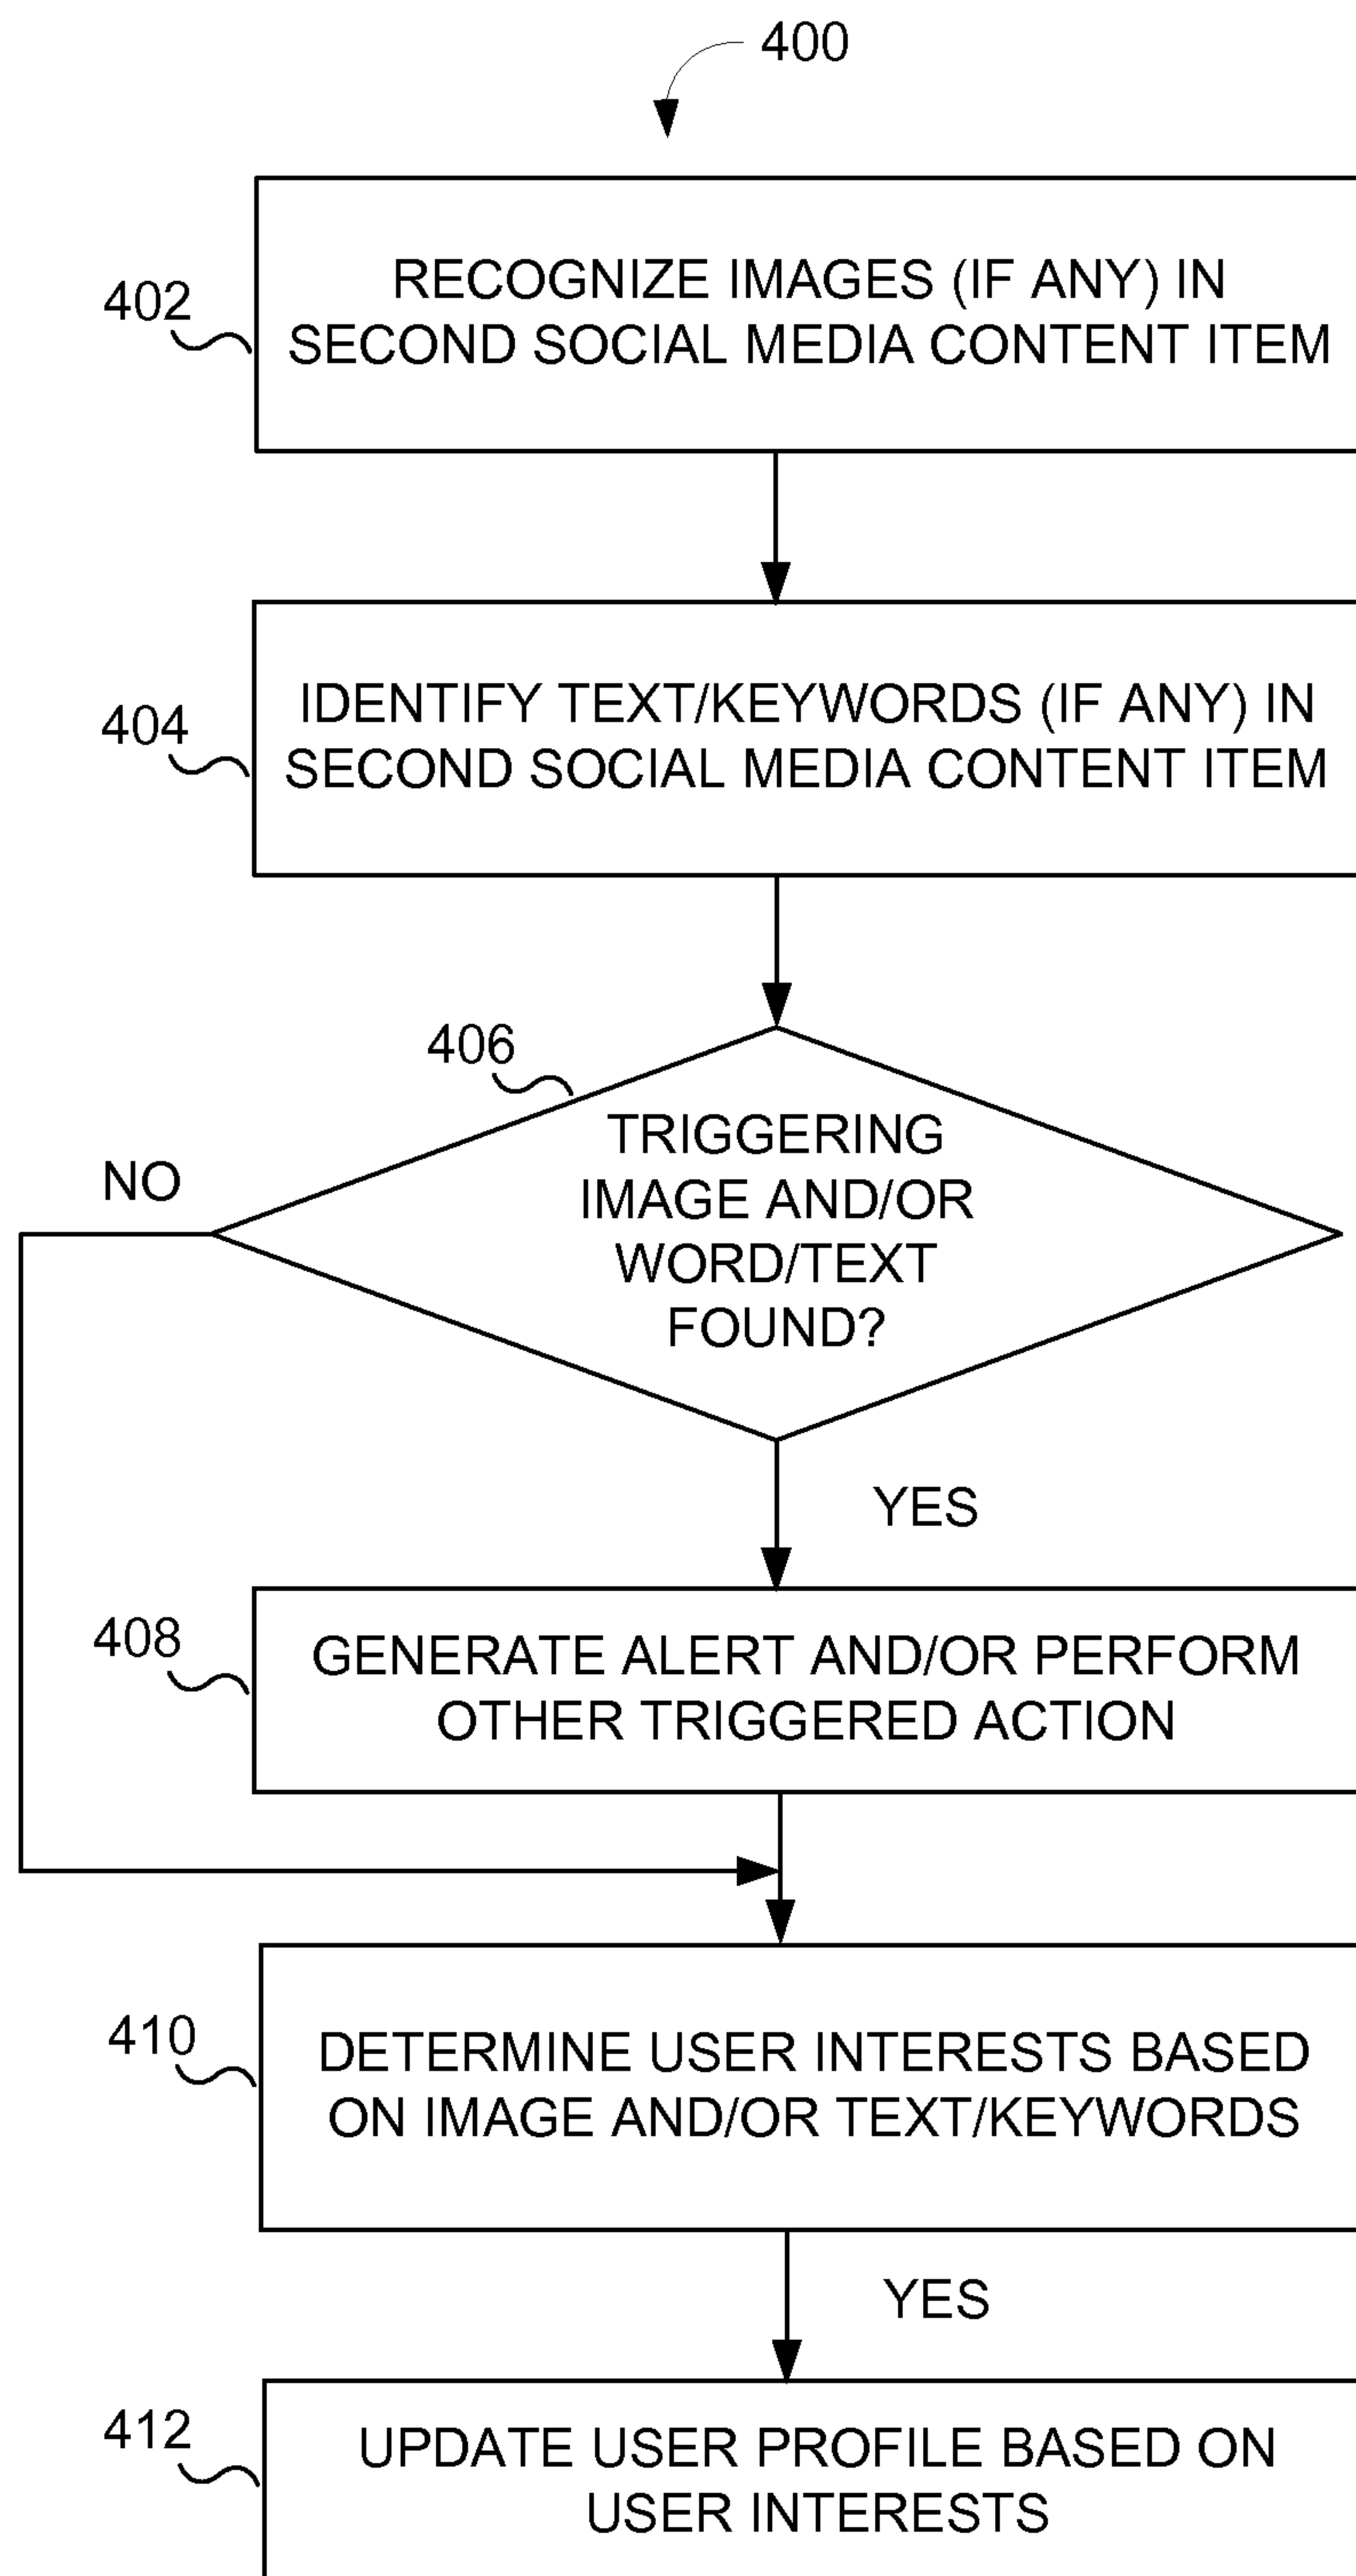 400
402
RECOGNIZE IMAGES (IF ANY) IN
SECOND SOCIAL MEDIA CONTENT ITEM
404
IDENTIFY TEXT/KEYWORDS (IF ANY) IN
SECOND SOCIAL MEDIA CONTENT ITEM
406
NO
TRIGGERING
IMAGE AND/OR
WORD/TEXT
FOUND?
YES
408
GENERATE ALERT AND/OR PERFORM
OTHER TRIGGERED ACTION
410
DETERMINE USER INTERESTS BASED
ON IMAGE AND/OR TEXT/KEYWORDS
YES
412
UPDATE USER PROFILE BASED ON
USER INTERESTS